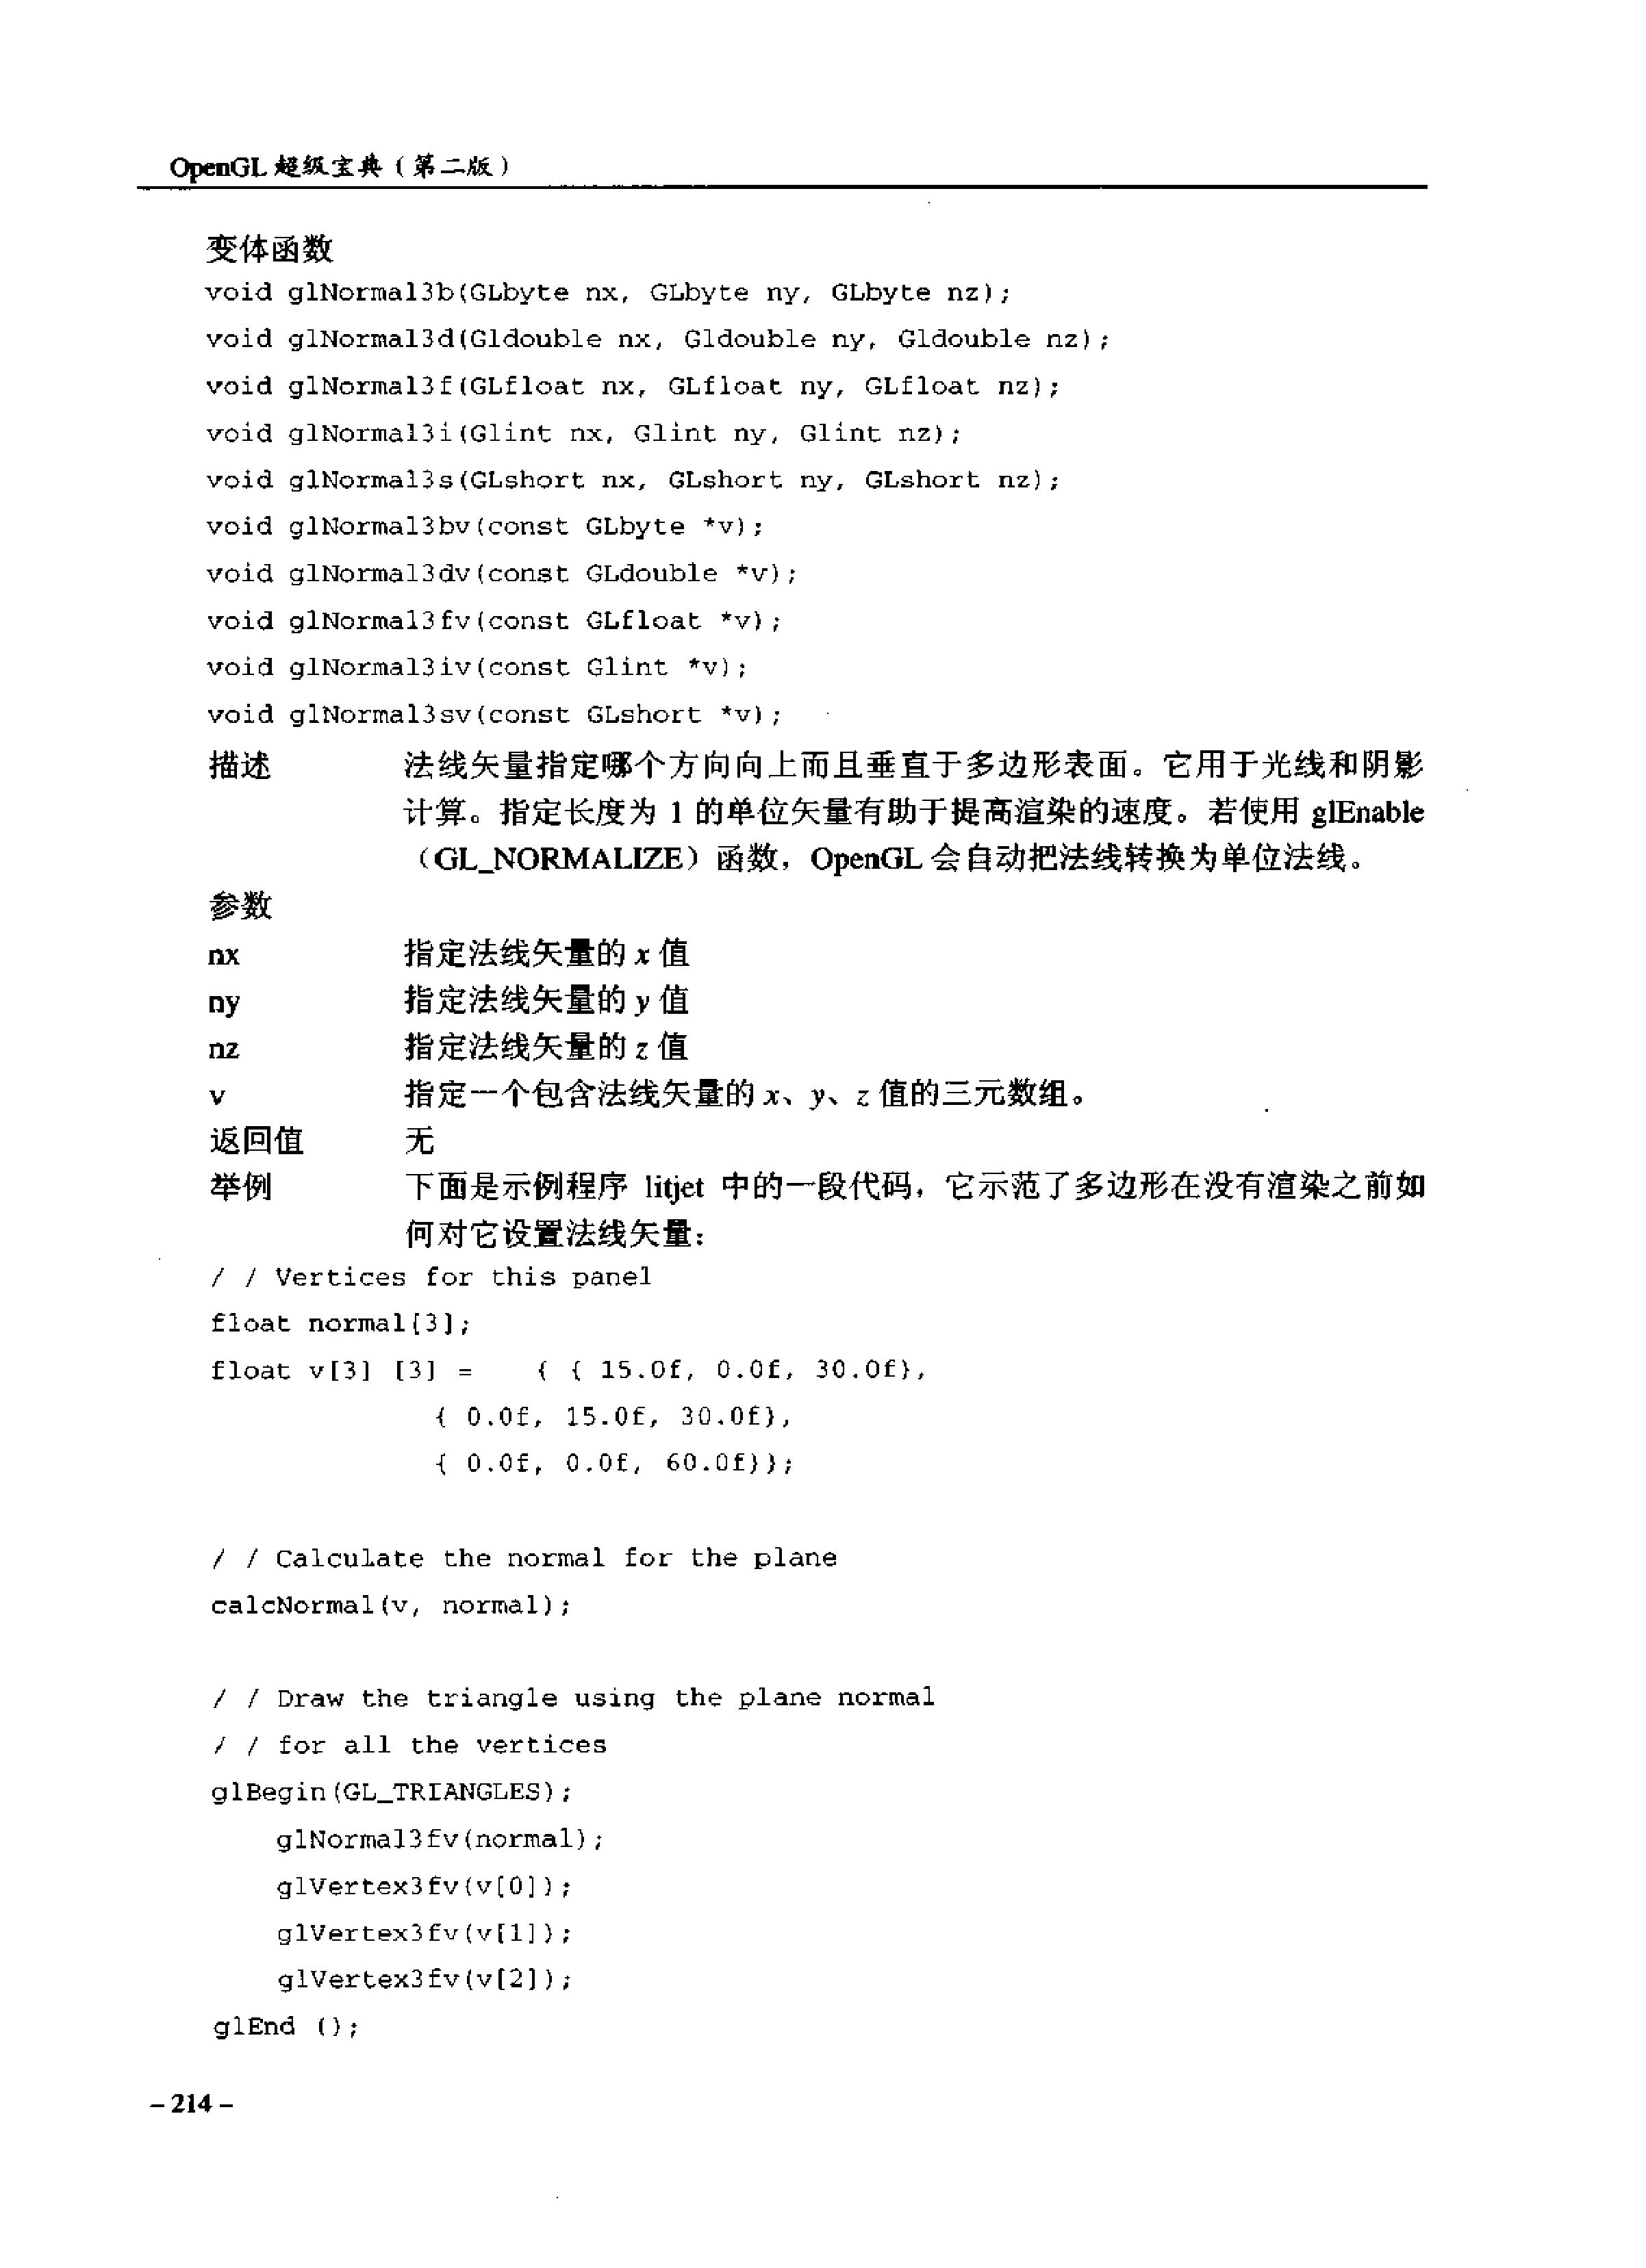 OpenGL 超级宝典（第二版）
变体函数
void glNormal3b(GLbyte nx, GLbyte ny, GLbyte nz);
void glNormal3d(Gldouble nx, Gldouble ny, Gldouble nz);
void glNormal3f(GLfloat nx, GLfloat ny, GLfloat nz);
void glNormal3i(Glint nx, Glint ny, Glint nz);
void glNormal3s(GLshort nx, GLshort ny, GLshort nz);
void glNormal3bv(const GLbyte *v);
void glNormal3dv(const GLdouble *v);
void glNormal3fv(const GLfloat *v);
void glNormal3iv(const Glint *v);
void glNormal3sv(const GLshort *v);
描述 法线矢量指定哪个方向向上而且垂直于多边形表面。它用于光线和阴影
计算。指定长度为 1 的单位矢量有助于提高渲染的速度。若使用 glEnable
（GL_NORMALIZE）函数，OpenGL 会自动把法线转换为单位法线。
参数
nx 指定法线矢量的 x 值
ny 指定法线矢量的 y 值
nz 指定法线矢量的 z 值
v 指定一个包含法线矢量的 x、y、z 值的三元数组。
返回值 无
举例 下面是示例程序 litjet 中的一段代码，它示范了多边形在没有渲染之前如
何对它设置法线矢量：
/ / Vertices for this panel
float normal[3];
float v[3] [3] = { { 15.0f, 0.0f, 30.0f},
{ 0.0f, 15.0f, 30.0f},
{ 0.0f, 0.0f, 60.0f}};
/ / Calculate the normal for the plane
calcNormal(v, normal);
/ / Draw the triangle using the plane normal
/ / for all the vertices
glBegin(GL_TRIANGLES);
glNormal3fv(normal);
glVertex3fv(v[0]);
glVertex3fv(v[1]);
glVertex3fv(v[2]);
glEnd ();
– 214 –